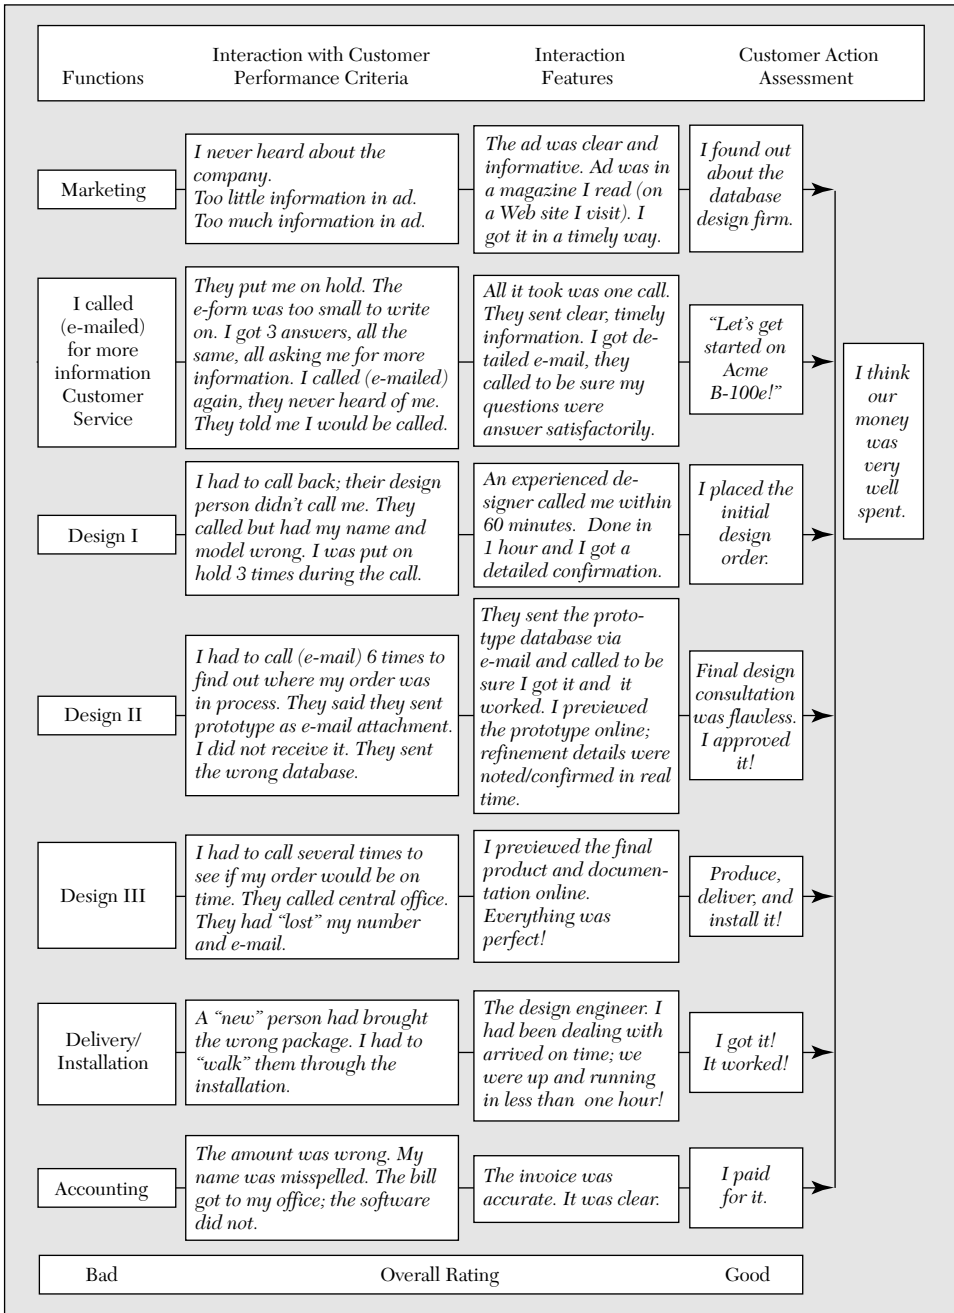 Functions
Interaction with Customer
Performance Criteria
Interaction
Features
Customer Action
Assessment
Marketing
I never heard about the
company.
Too little information in ad.
Too much information in ad.
The ad was clear and
informative. Ad was in
a magazine I read (on
a Web site I visit). I
got it in a timely way.
I found out
about the
database
design firm.
I called
(e-mailed)
for more
information
Customer
Service
They put me on hold. The
e-form was too small to write
on. I got 3 answers, all the
same, all asking me for more
information. I called (e-mailed)
again, they never heard of me.
They told me I would be called.
All it took was one call.
They sent clear, timely
information. I got de-
tailed e-mail, they
called to be sure my
questions were
answer satisfactorily.
“Let’s get
started on
Acme
B-100e!”
I think
our
money
was
very
well
spent.
Design I
I had to call back; their design
person didn’t call me. They
called but had my name and
model wrong. I was put on
hold 3 times during the call.
An experienced de-
signer called me within
60 minutes. Done in
1 hour and I got a
detailed confirmation.
I placed the
initial
design
order.
Design II
I had to call (e-mail) 6 times to
find out where my order was
in process. They said they sent
prototype as e-mail attachment.
I did not receive it. They sent
the wrong database.
They sent the proto-
type database via
e-mail and called to be
sure I got it and it
worked. I previewed
the prototype online;
refinement details were
noted/confirmed in real
time.
Final design
consultation
was flawless.
I approved
it!
Design III
I had to call several times to
see if my order would be on
time. They called central office.
They had “lost” my number
and e-mail.
I previewed the final
product and documen-
tation online.
Everything was
perfect!
Produce,
deliver, and
install it!
Delivery/
Installation
A “new” person had brought
the wrong package. I had to
“walk” them through the
installation.
The design engineer. I
had been dealing with
arrived on time; we
were up and running
in less than one hour!
I got it!
It worked!
Accounting
The amount was wrong. My
name was misspelled. The bill
got to my office; the software
did not.
The invoice was
accurate. It was clear.
I paid
for it.
Bad
Overall Rating
Good